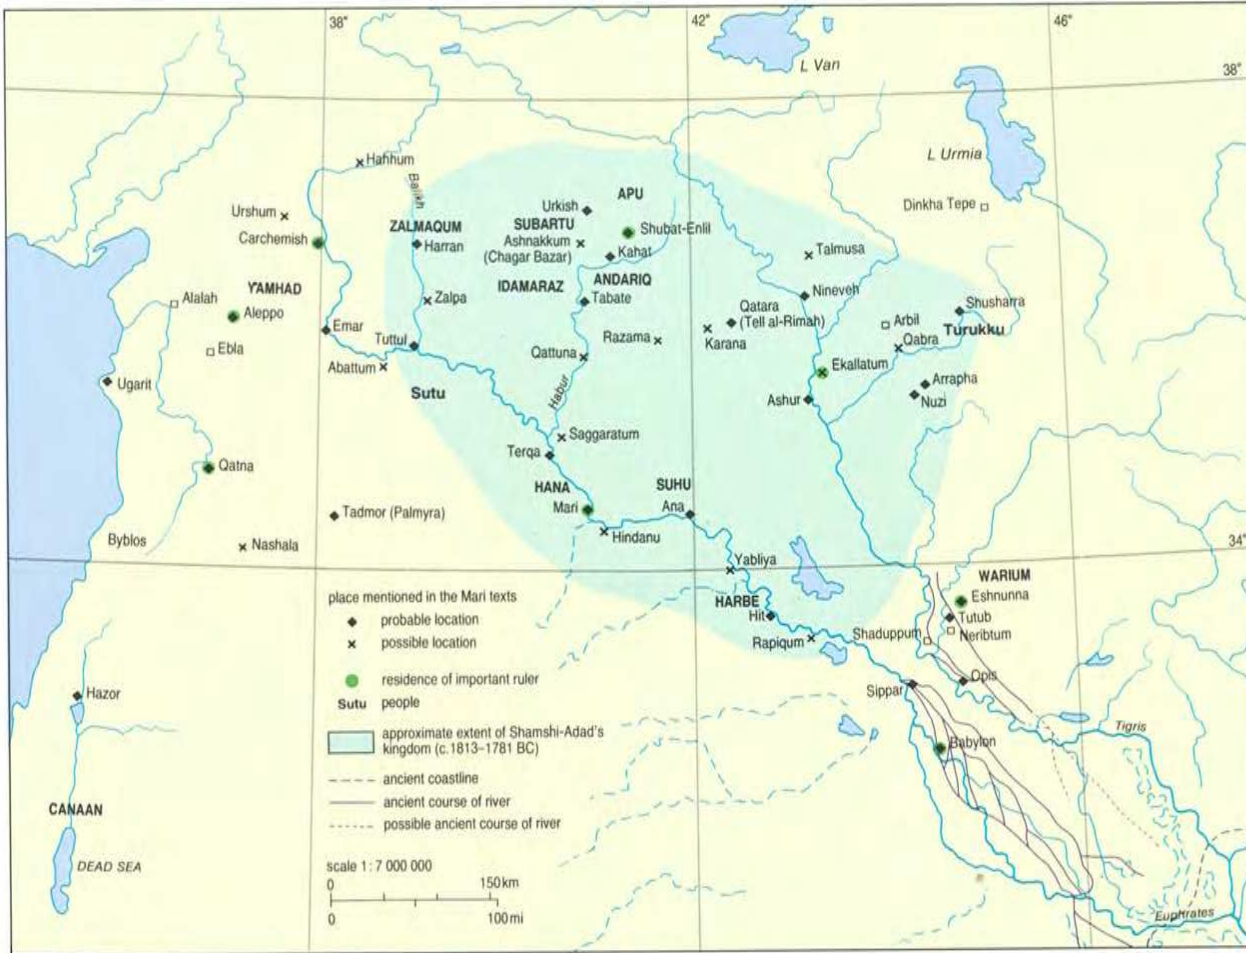 38°
42°
46°
38°
L Van
L Urmia
Hahhum
Balikh
APU
Urkish
Dinkha Tepe
Urshum
ZALMAQUM
SUBARTU
Shubat-Enlil
Carchemish
Harran
Ashnakkum
(Chagar Bazar)
Kahat
Talmusa
YAMHAD
IDAMARAZ
ANDARIQ
Nineveh
Alalah
Zalpa
Tabate
Qatara
(Tell al-Rimah)
Shusharra
Aleppo
Emar
Arbil
Turukku
Ebla
Tuttul
Razama
Karana
Qabra
Abattum
Qattuna
Ekallatum
Ugarit
Sutu
Habur
Ashur
Arrapha
Nuzi
Saggaratum
Terqa
Qatna
HANA
SUHU
Mari
Ana
Tadmor (Palmyra)
Hindanu
Byblos
Nashala
34°
Yabliya
WARIUM
HARBE
Eshnunna
Hit
Tutub
Shaduppum
Neribtum
Rapiqum
Opis
Sippar
Hazor
Tigris
Babylon
CANAAN
DEAD SEA
Euphrates
place mentioned in the Mari texts
probable location
possible location
residence of important ruler
Sutu people
approximate extent of Shamshi-Adad's
kingdom (c.1813–1781 BC)
ancient coastline
ancient course of river
possible ancient course of river
scale 1 : 7 000 000
0 150 km
0 100 mi